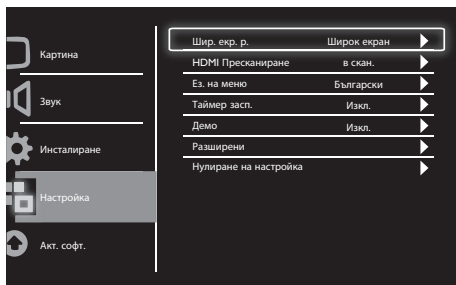 Картина
Звук
Инсталиране
Настройка
Акт. софт.
Шир. екр. р. Широк екран
HDMI Пресканиране в скан.
Ез. на меню Български
Таймер засп. Изкл.
Демо Изкл.
Разширени
Нулиране на настройка